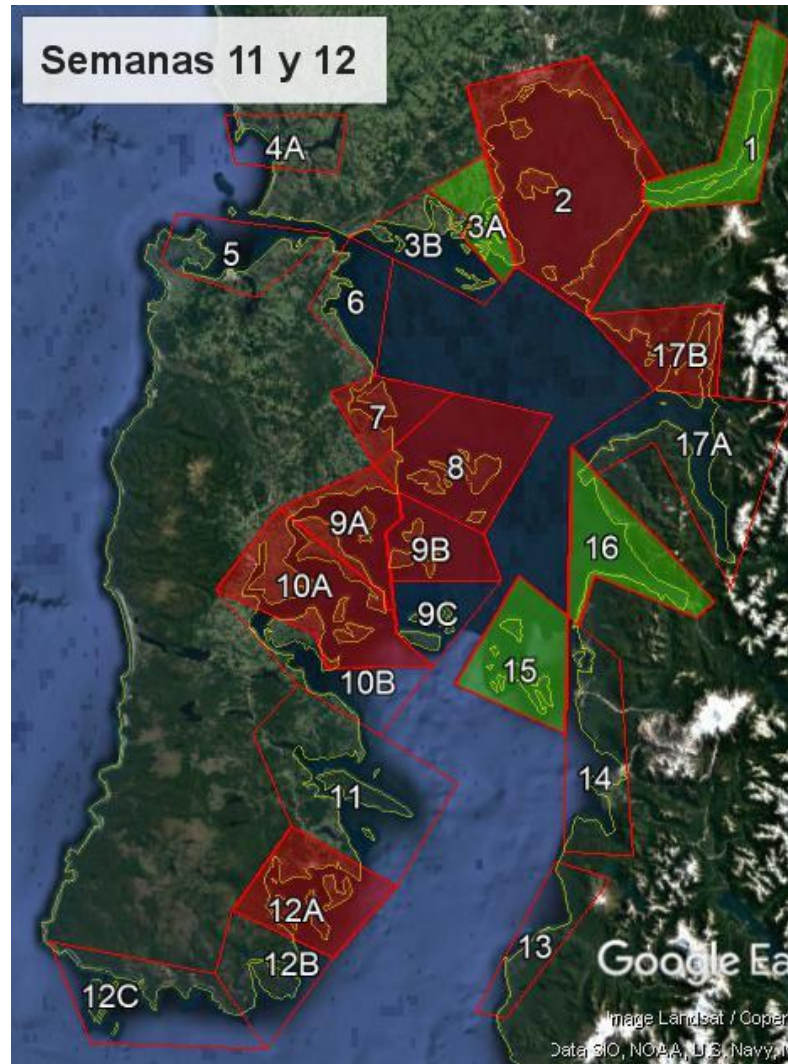 Semanas 11 y 12
1
4A
2
3A
3B
5
6
17B
7
17A
8
9A
9B
16
10A
9C
15
10B
14
11
12A
13
12B
Google Ea
12C
Image Landsat / Coper
Data SIO, NOAA, U.S. Navy,